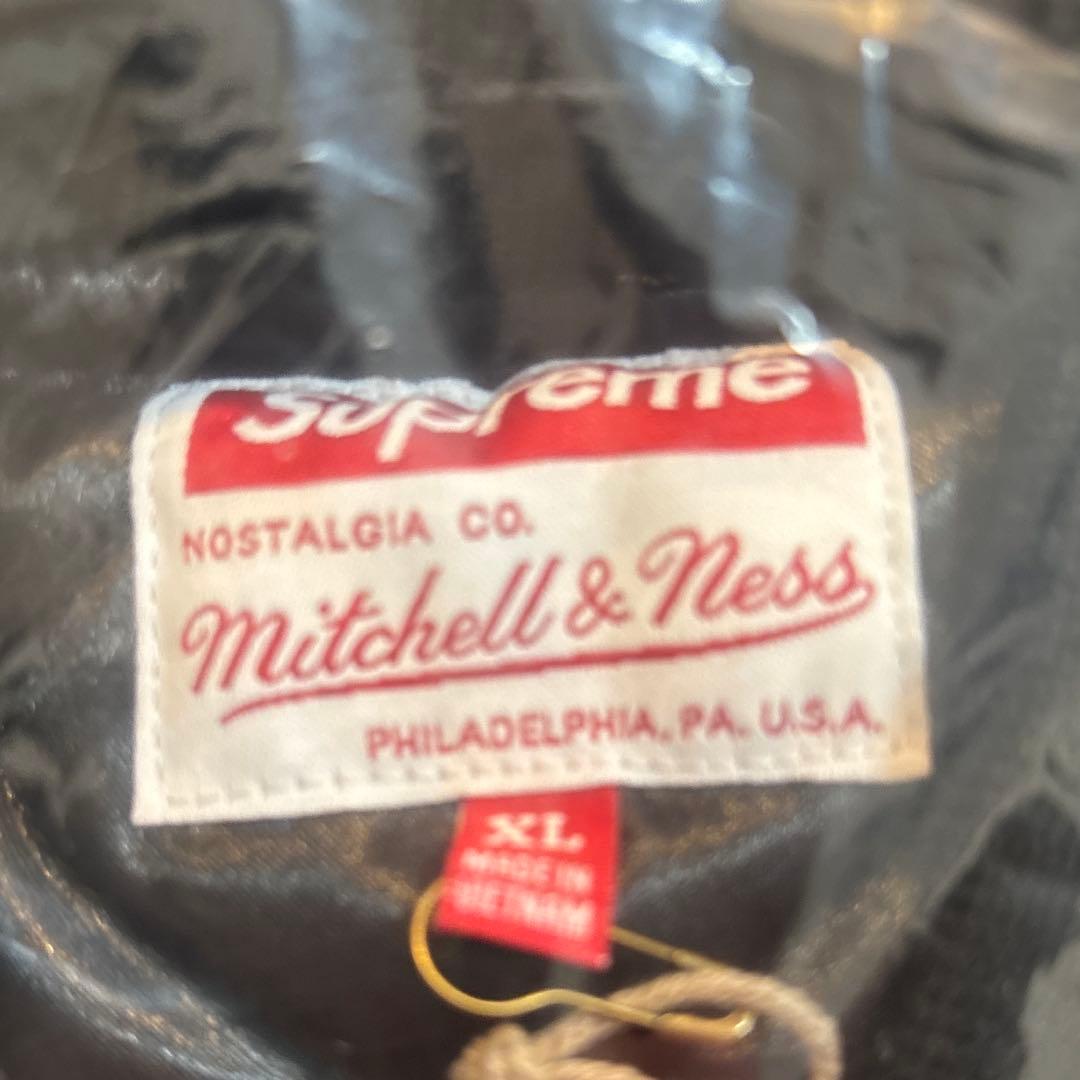 Supreme
NOSTALGIA CO.
Mitchell & Ness
PHILADELPHIA, PA. U.S.A.
XL
MADE IN
VIETNAM